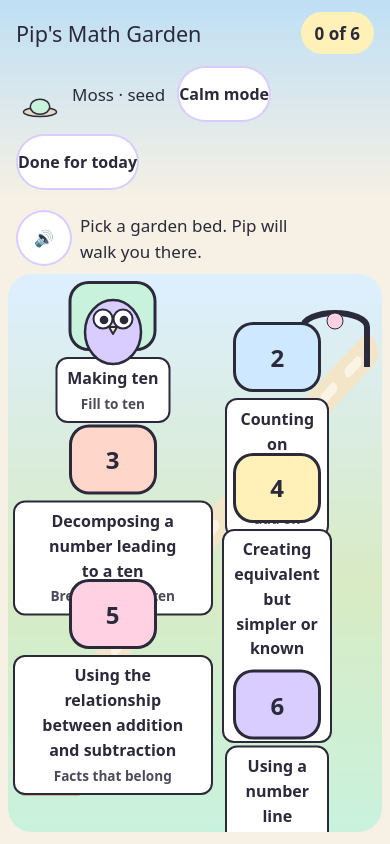 Pip's Math Garden
0 of 6
Moss · seed
Calm mode
Done for today
Pick a garden bed. Pip will
walk you there.
Making ten
Fill to ten
2
Counting
on
3
4
Decomposing a
number leading
to a ten
Creating
equivalent
but
simpler or
known
5
6
Using the
relationship
between addition
and subtraction
Facts that belong
Using a
number
line